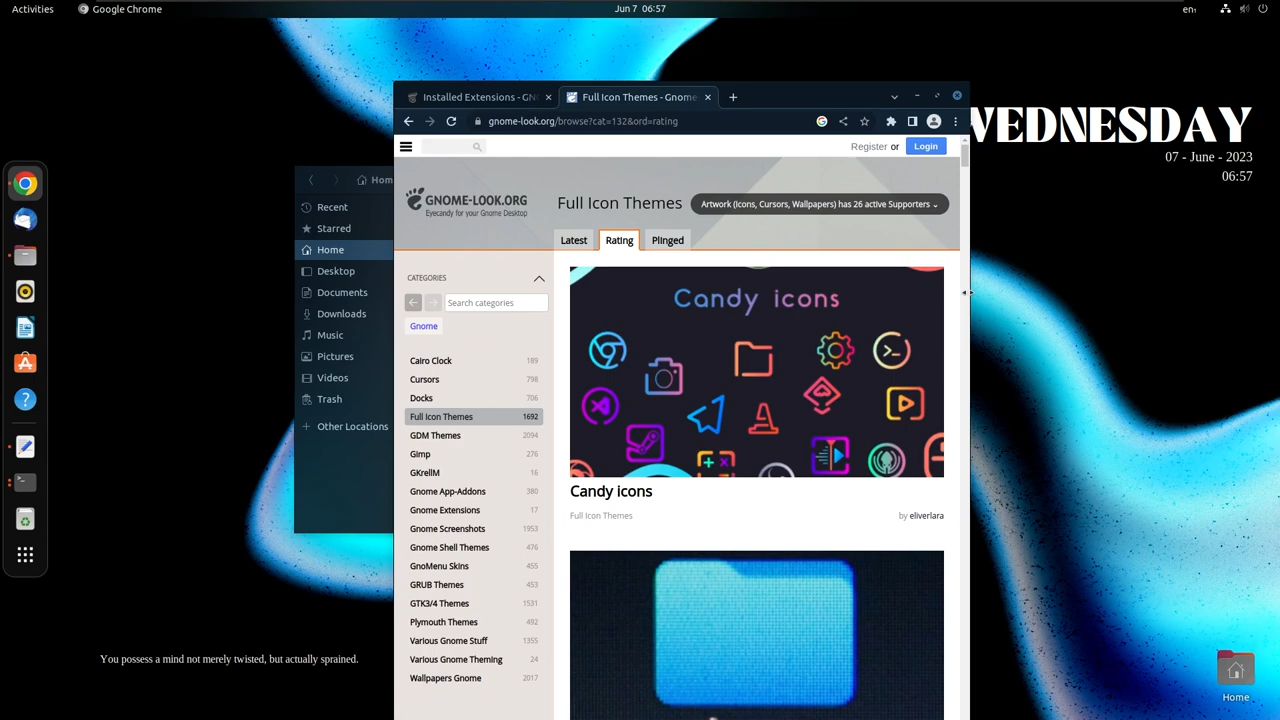 Activities
Google Chrome
Jun 7 06:57
en₁
WEDNESDAY
07 - June - 2023
06:57
Hom
Recent
Starred
Home
Desktop
Documents
Downloads
Music
Pictures
Videos
Trash
Other Locations
Installed Extensions - GN
Full Icon Themes - Gnome
gnome-look.org/browse?cat=132&ord=rating
Register or Login
GNOME-LOOK.ORG
Eyecandy for your Gnome Desktop
Full Icon Themes
Artwork (Icons, Cursors, Wallpapers) has 26 active Supporters
Latest
Rating
Plinged
CATEGORIES
Search categories
Gnome
Cairo Clock 189
Cursors 798
Docks 706
Full Icon Themes 1692
GDM Themes 2094
Gimp 276
GKrellM 16
Gnome App-Addons 380
Gnome Extensions 17
Gnome Screenshots 1953
Gnome Shell Themes 476
GnoMenu Skins 455
GRUB Themes 453
GTK3/4 Themes 1531
Plymouth Themes 492
Various Gnome Stuff 1355
Various Gnome Theming 24
Wallpapers Gnome 2017
Candy icons
Candy icons
Full Icon Themes
by eliverlara
You possess a mind not merely twisted, but actually sprained.
Home